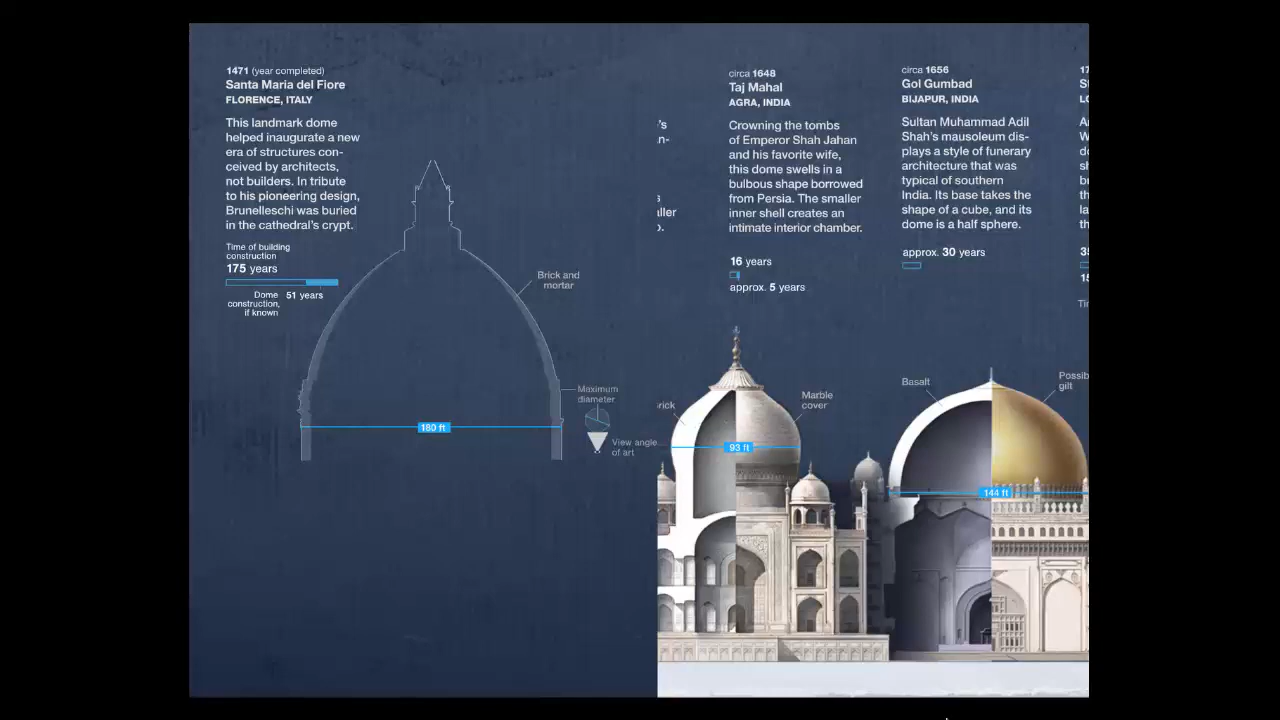 1471 (year completed)
Santa Maria del Fiore
FLORENCE, ITALY
This landmark dome
helped inaugurate a new
era of structures con-
ceived by architects,
not builders. In tribute
to his pioneering design,
Brunelleschi was buried
in the cathedral's crypt.
Time of building
construction
175 years
Dome
construction,
if known
51 years
Brick and
mortar
Maximum
diameter
180 ft
View angle
of art
circa 1648
Taj Mahal
AGRA, INDIA
Crowning the tombs
of Emperor Shah Jahan
and his favorite wife,
this dome swells in a
bulbous shape borrowed
from Persia. The smaller
inner shell creates an
intimate interior chamber.
16 years
approx. 5 years
Marble
cover
93 ft
circa 1656
Gol Gumbad
BIJAPUR, INDIA
Sultan Muhammad Adil
Shah's mausoleum dis-
plays a style of funerary
architecture that was
typical of southern
India. Its base takes the
shape of a cube, and its
dome is a half sphere.
approx. 30 years
Basalt
gilt
144 ft